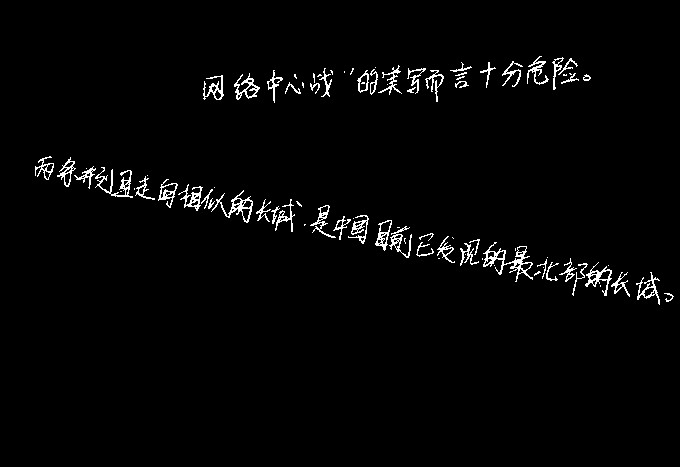 网络中心战"的美军而言十分危险。
两条并列且走向相似的长城,是中国目前已发现的最北部的长城。